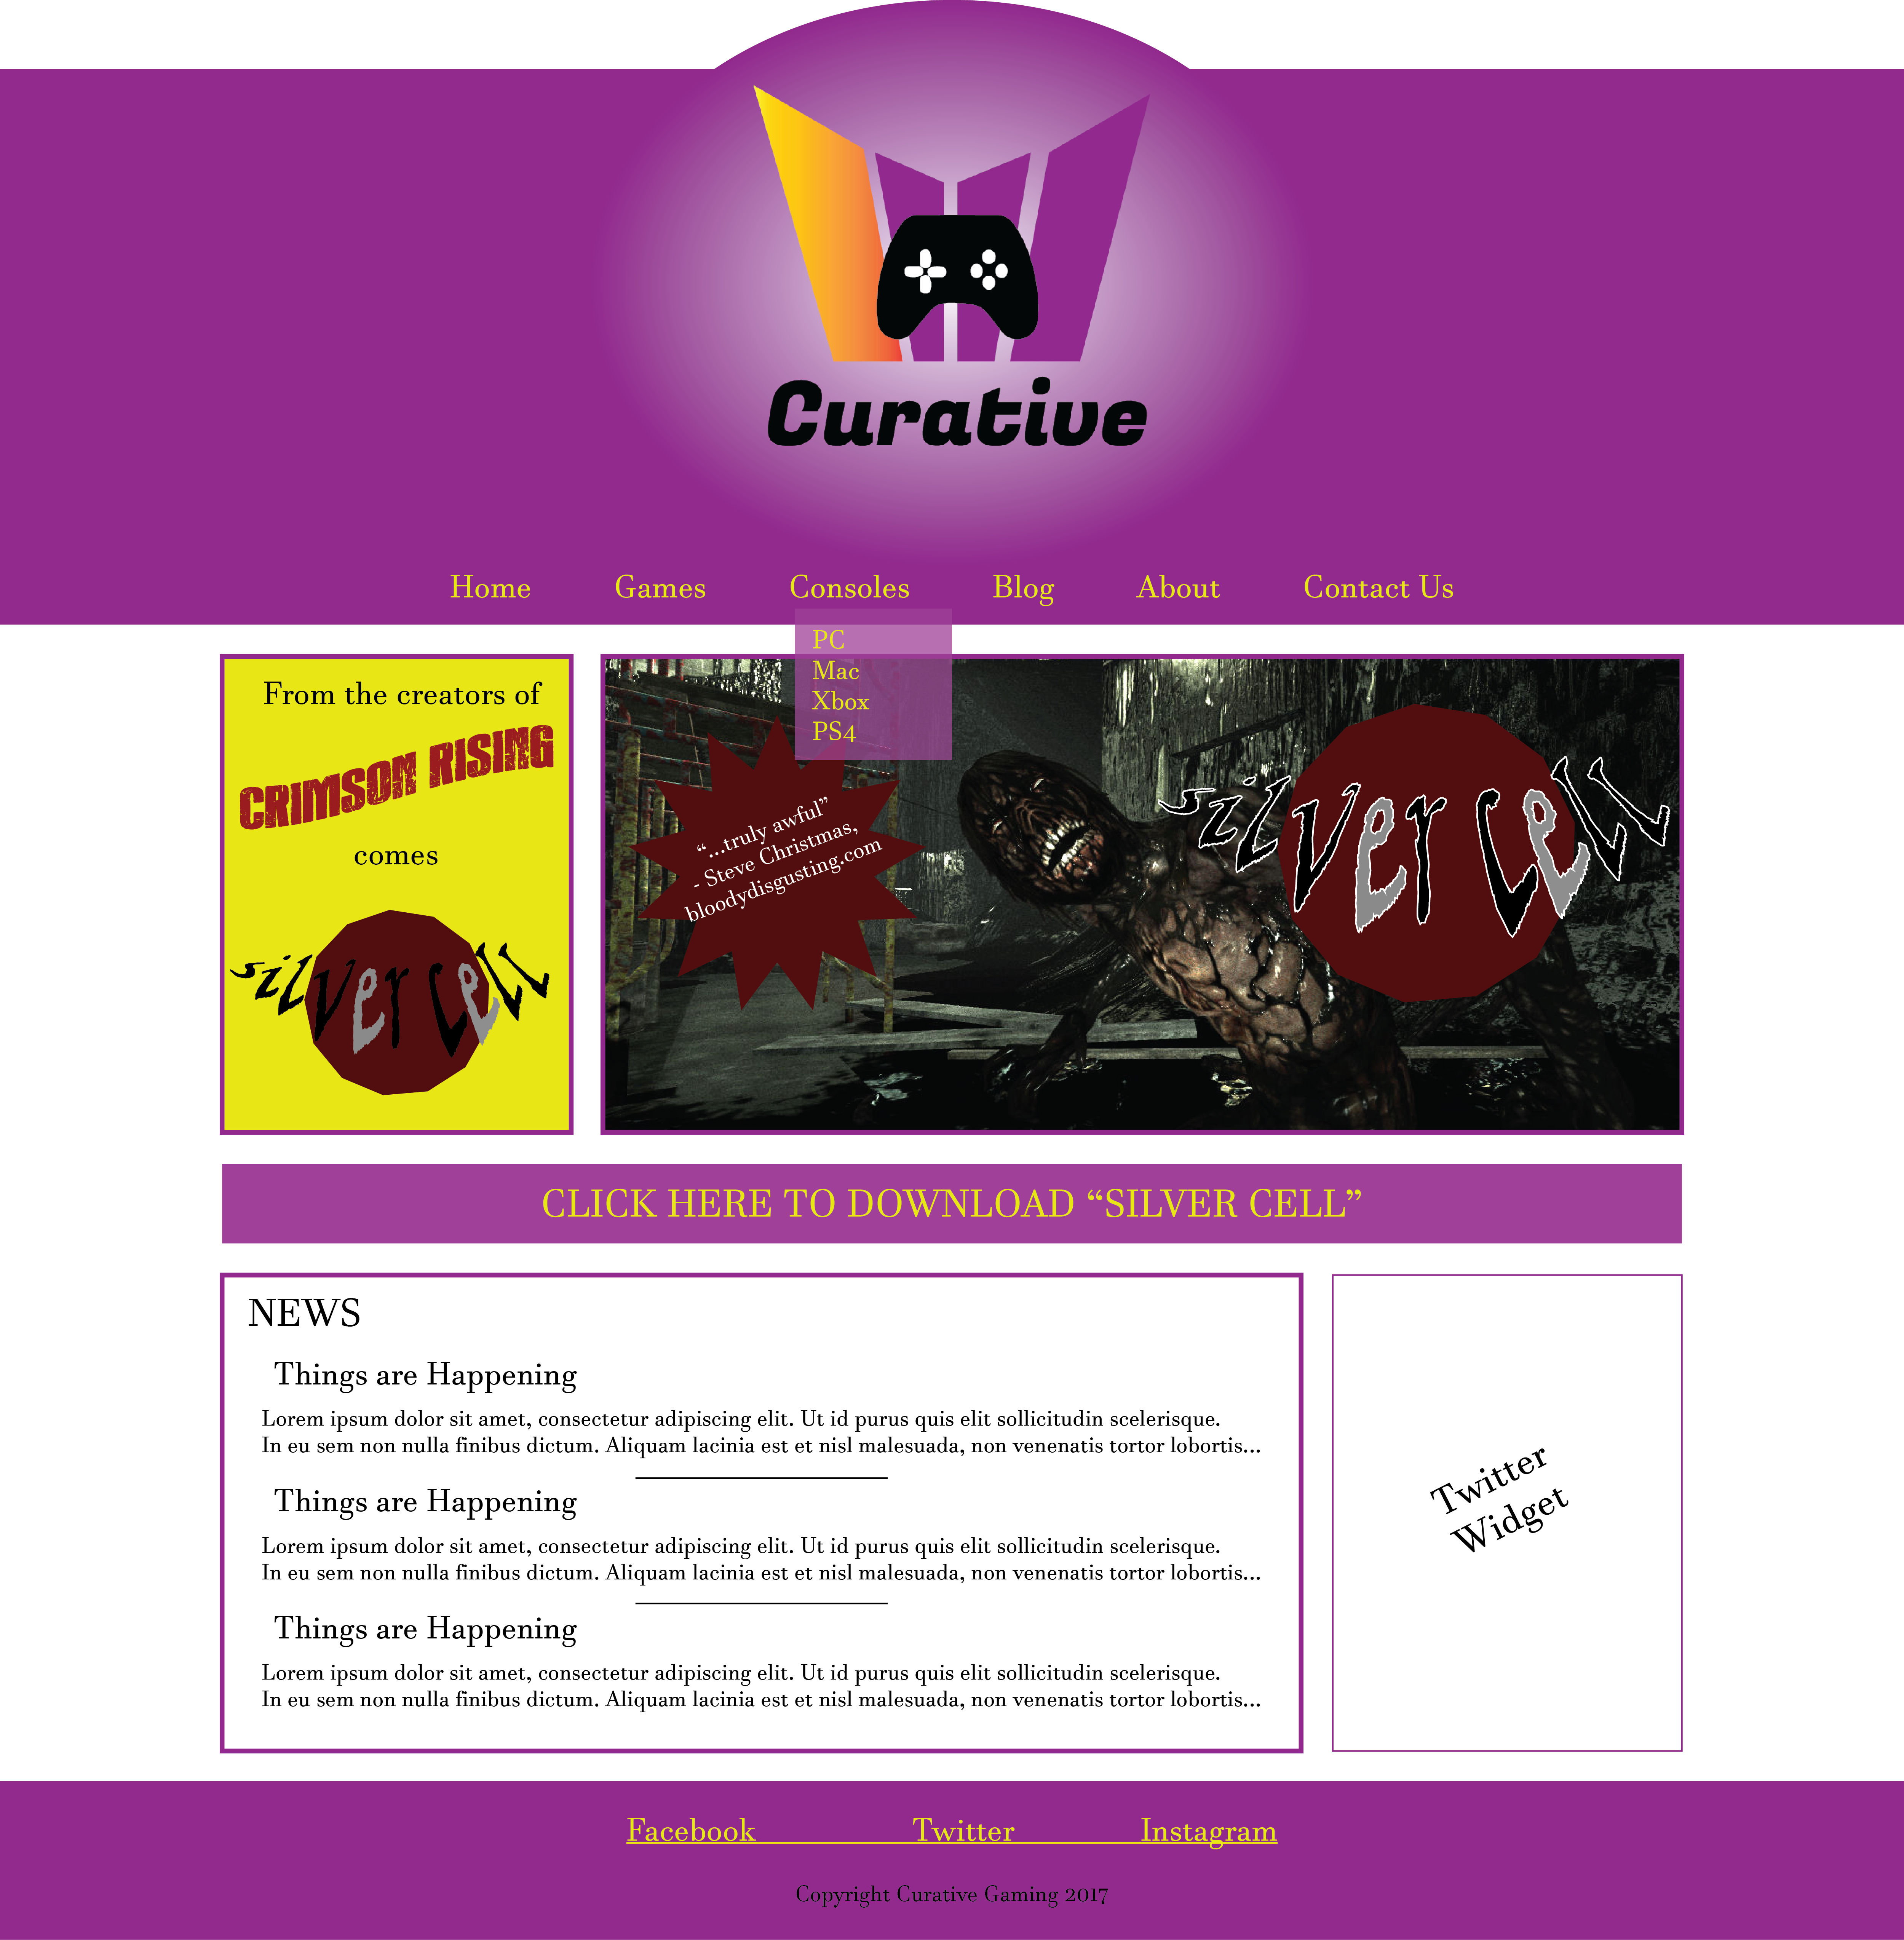 Curative
Home Games Consoles Blog About Contact Us
PC
Mac
Xbox
PS4
From the creators of
CRIMSON RISING
comes
silver cell
“...truly awful”
- Steve Christmas,
bloodydisgusting.com
silver cell
CLICK HERE TO DOWNLOAD “SILVER CELL”
NEWS
Things are Happening
Lorem ipsum dolor sit amet, consectetur adipiscing elit. Ut id purus quis elit sollicitudin scelerisque.
In eu sem non nulla finibus dictum. Aliquam lacinia est et nisl malesuada, non venenatis tortor lobortis...
Things are Happening
Lorem ipsum dolor sit amet, consectetur adipiscing elit. Ut id purus quis elit sollicitudin scelerisque.
In eu sem non nulla finibus dictum. Aliquam lacinia est et nisl malesuada, non venenatis tortor lobortis...
Things are Happening
Lorem ipsum dolor sit amet, consectetur adipiscing elit. Ut id purus quis elit sollicitudin scelerisque.
In eu sem non nulla finibus dictum. Aliquam lacinia est et nisl malesuada, non venenatis tortor lobortis...
Twitter
Widget
Facebook Twitter Instagram
Copyright Curative Gaming 2017